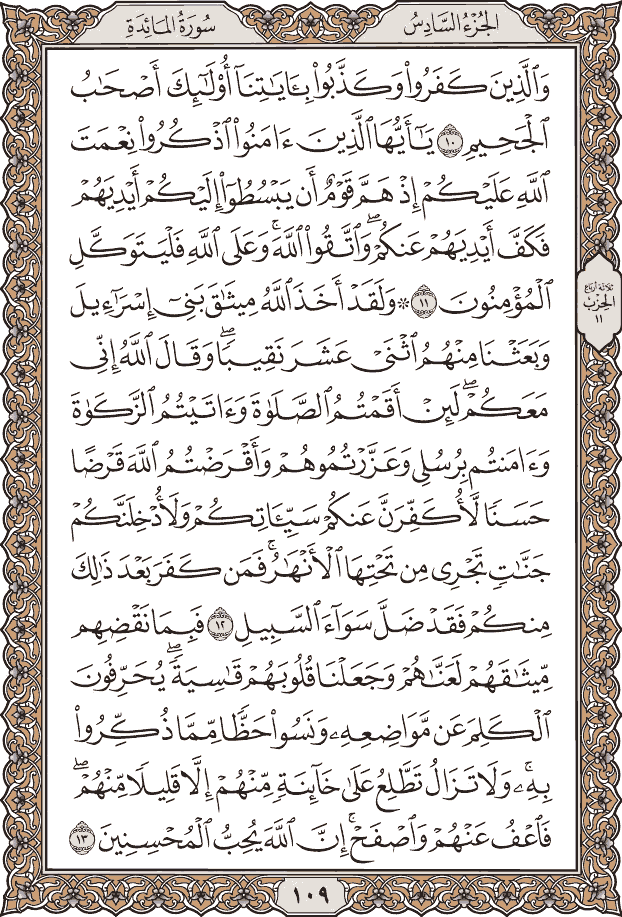 الجُزْءُ السَّادِسُ
سُورَةُ المَائِدَةِ
وَٱلَّذِينَ كَفَرُوا۟ وَكَذَّبُوا۟ بِـَٔايَـٰتِنَآ أُو۟لَـٰٓئِكَ أَصْحَـٰبُ
ٱلْجَحِيمِ ١٠ يَـٰٓأَيُّهَا ٱلَّذِينَ ءَامَنُوا۟ ٱذْكُرُوا۟ نِعْمَتَ
ٱللَّهِ عَلَيْكُمْ إِذْ هَمَّ قَوْمٌ أَن يَبْسُطُوٓا۟ إِلَيْكُمْ أَيْدِيَهُمْ
فَكَفَّ أَيْدِيَهُمْ عَنكُمْ ۖ وَٱتَّقُوا۟ ٱللَّهَ ۚ وَعَلَى ٱللَّهِ فَلْيَتَوَكَّلِ
ٱلْمُؤْمِنُونَ ١١ ۞ وَلَقَدْ أَخَذَ ٱللَّهُ مِيثَـٰقَ بَنِىٓ إِسْرَٰٓءِيلَ
وَبَعَثْنَا مِنْهُمُ ٱثْنَىْ عَشَرَ نَقِيبًا ۖ وَقَالَ ٱللَّهُ إِنِّى
مَعَكُمْ ۖ لَئِنْ أَقَمْتُمُ ٱلصَّلَوٰةَ وَءَاتَيْتُمُ ٱلزَّكَوٰةَ
وَءَامَنتُم بِرُسُلِى وَعَزَّرْتُمُوهُمْ وَأَقْرَضْتُمُ ٱللَّهَ قَرْضًا
حَسَنًا لَّأُكَفِّرَنَّ عَنكُمْ سَيِّـَٔاتِكُمْ وَلَأُدْخِلَنَّكُمْ
جَنَّـٰتٍ تَجْرِى مِن تَحْتِهَا ٱلْأَنْهَـٰرُ ۚ فَمَن كَفَرَ بَعْدَ ذَٰلِكَ
مِنكُمْ فَقَدْ ضَلَّ سَوَآءَ ٱلسَّبِيلِ ١٢ فَبِمَا نَقْضِهِم
مِّيثَـٰقَهُمْ لَعَنَّـٰهُمْ وَجَعَلْنَا قُلُوبَهُمْ قَـٰسِيَةً ۖ يُحَرِّفُونَ
ٱلْكَلِمَ عَن مَّوَاضِعِهِۦ ۙ وَنَسُوا۟ حَظًّا مِّمَّا ذُكِّرُوا۟
بِهِۦ ۚ وَلَا تَزَالُ تَطَّلِعُ عَلَىٰ خَآئِنَةٍ مِّنْهُمْ إِلَّا قَلِيلًا مِّنْهُمْ ۖ
فَٱعْفُ عَنْهُمْ وَٱصْفَحْ ۚ إِنَّ ٱللَّهَ يُحِبُّ ٱلْمُحْسِنِينَ ١٣
ثلاثة أرباع
الحزب
١١
١٠٩